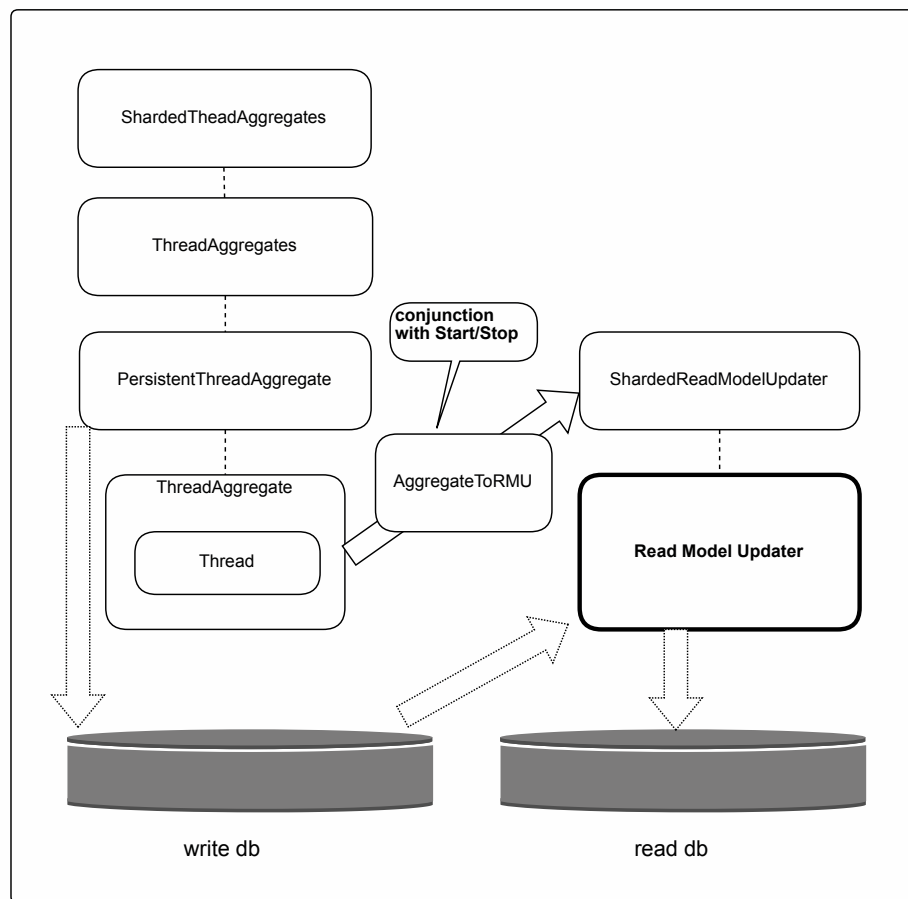 ShardedTheadAggregates
ThreadAggregates
conjunction
with Start/Stop
PersistentThreadAggregate
ShardedReadModelUpdater
ThreadAggregate
AggregateToRMU
Thread
Read Model Updater
write db
read db